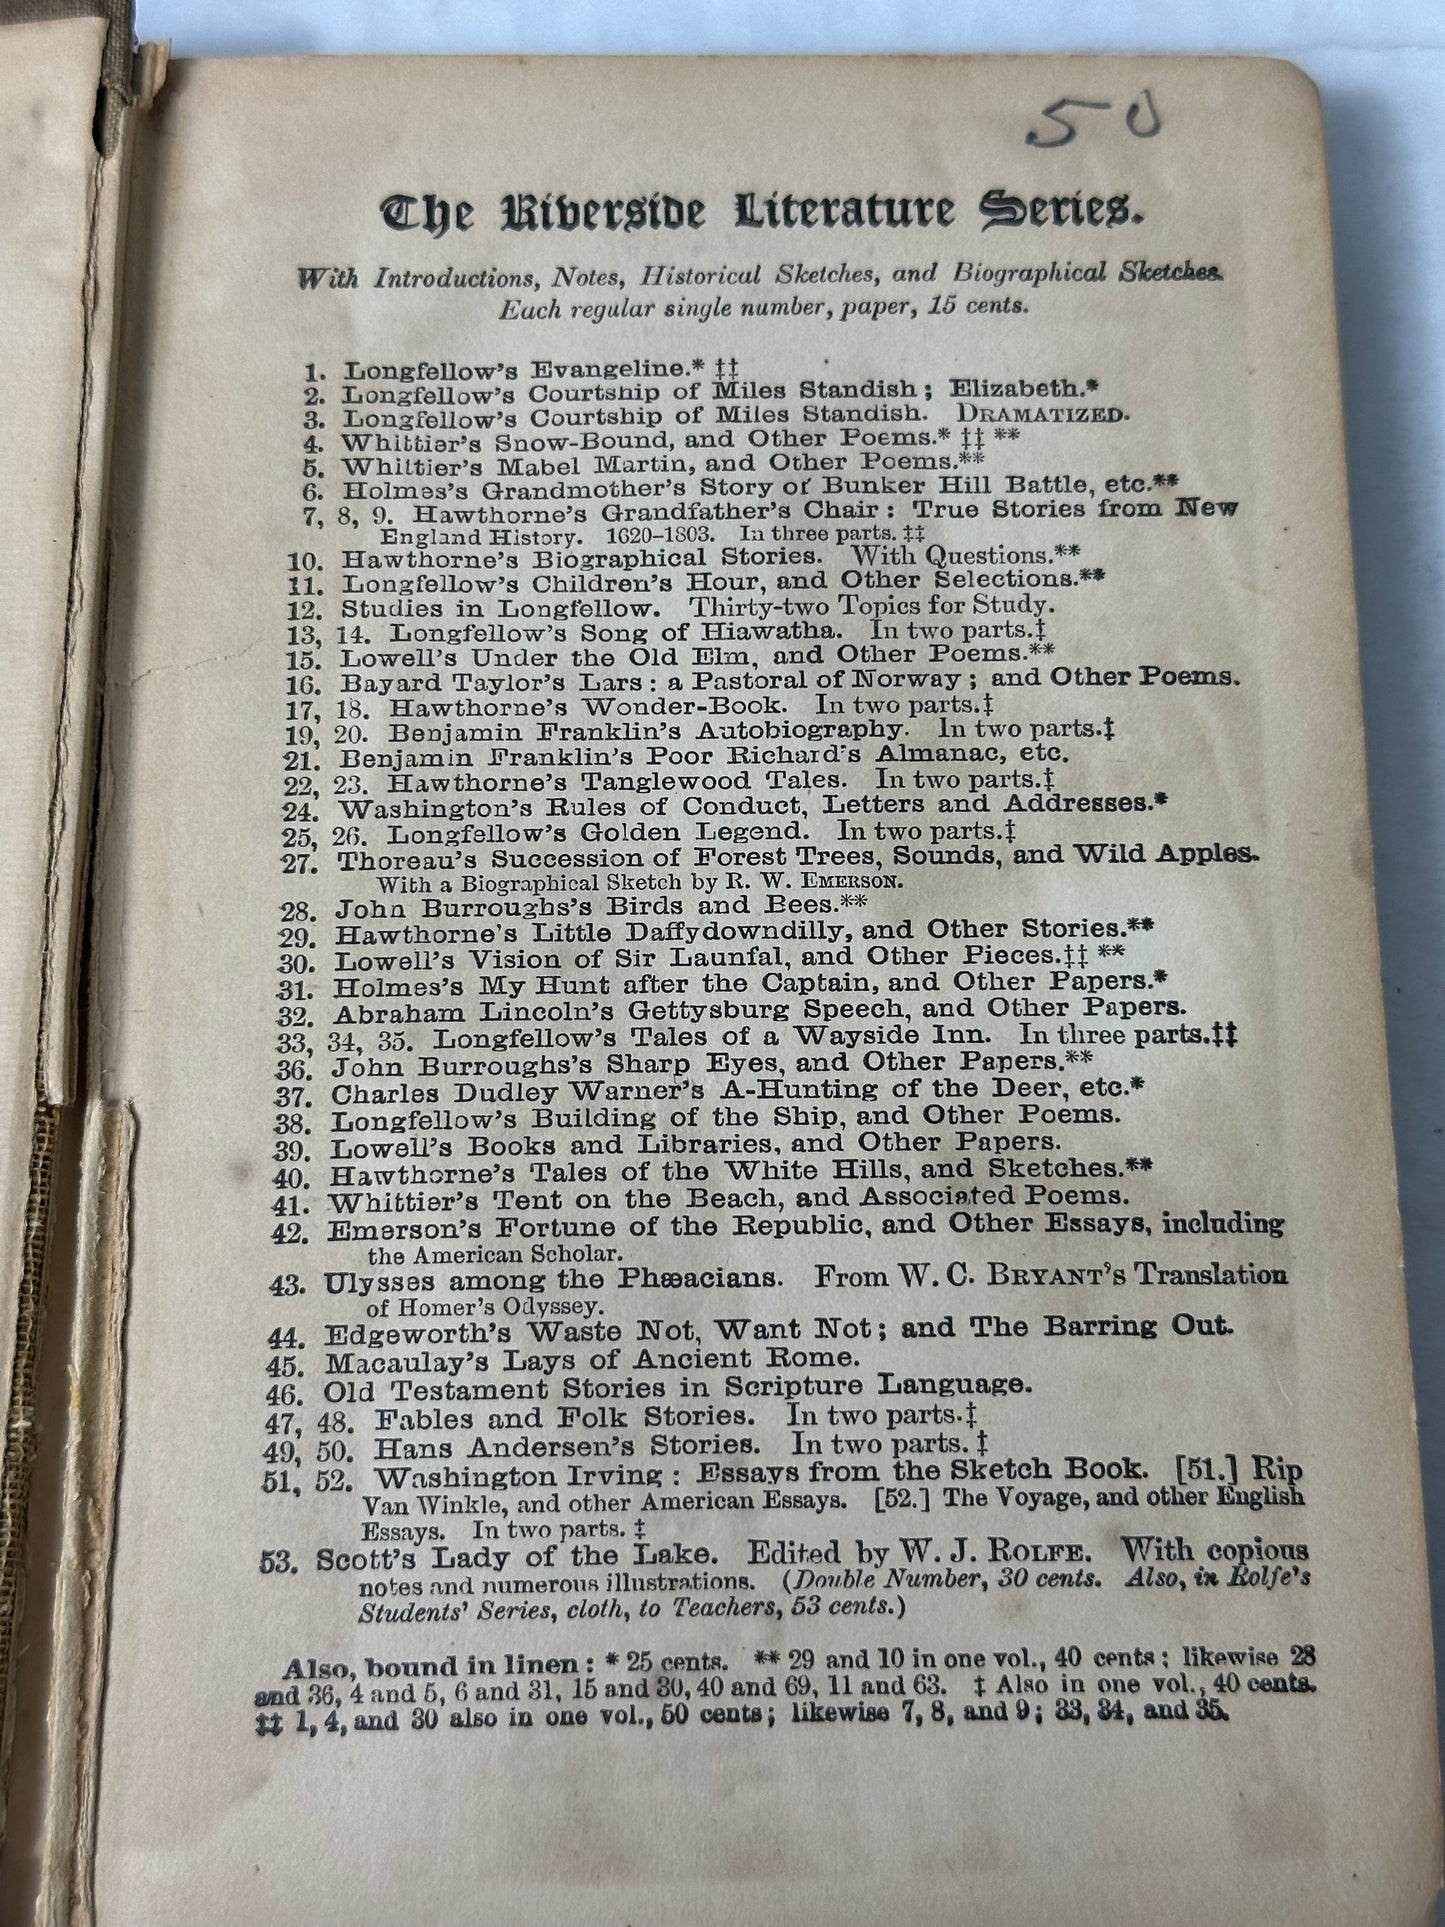 50
The Riverside Literature Series.
With Introductions, Notes, Historical Sketches, and Biographical Sketches.
Each regular single number, paper, 15 cents.
1. Longfellow's Evangeline.* ‡‡
2. Longfellow's Courtship of Miles Standish; Elizabeth.*
3. Longfellow's Courtship of Miles Standish. DRAMATIZED.
4. Whittier's Snow-Bound, and Other Poems.* ‡‡ **
5. Whittier's Mabel Martin, and Other Poems.**
6. Holmes's Grandmother's Story of Bunker Hill Battle, etc.**
7, 8, 9. Hawthorne's Grandfather's Chair: True Stories from New
England History. 1620-1803. In three parts. ‡‡
10. Hawthorne's Biographical Stories. With Questions.**
11. Longfellow's Children's Hour, and Other Selections.**
12. Studies in Longfellow. Thirty-two Topics for Study.
13, 14. Longfellow's Song of Hiawatha. In two parts.‡
15. Lowell's Under the Old Elm, and Other Poems.**
16. Bayard Taylor's Lars: a Pastoral of Norway; and Other Poems.
17, 18. Hawthorne's Wonder-Book. In two parts.‡
19, 20. Benjamin Franklin's Autobiography. In two parts.‡
21. Benjamin Franklin's Poor Richard's Almanac, etc.
22, 23. Hawthorne's Tanglewood Tales. In two parts.‡
24. Washington's Rules of Conduct, Letters and Addresses.*
25, 26. Longfellow's Golden Legend. In two parts.‡
27. Thoreau's Succession of Forest Trees, Sounds, and Wild Apples.
With a Biographical Sketch by R. W. EMERSON.
28. John Burroughs's Birds and Bees.**
29. Hawthorne's Little Daffydowndilly, and Other Stories.**
30. Lowell's Vision of Sir Launfal, and Other Pieces.‡‡ **
31. Holmes's My Hunt after the Captain, and Other Papers.*
32. Abraham Lincoln's Gettysburg Speech, and Other Papers.
33, 34, 35. Longfellow's Tales of a Wayside Inn. In three parts.‡‡
36. John Burroughs's Sharp Eyes, and Other Papers.**
37. Charles Dudley Warner's A-Hunting of the Deer, etc.*
38. Longfellow's Building of the Ship, and Other Poems.
39. Lowell's Books and Libraries, and Other Papers.
40. Hawthorne's Tales of the White Hills, and Sketches.**
41. Whittier's Tent on the Beach, and Associated Poems.
42. Emerson's Fortune of the Republic, and Other Essays, including
the American Scholar.
43. Ulysses among the Phæacians. From W. C. BRYANT'S Translation
of Homer's Odyssey.
44. Edgeworth's Waste Not, Want Not; and The Barring Out.
45. Macaulay's Lays of Ancient Rome.
46. Old Testament Stories in Scripture Language.
47, 48. Fables and Folk Stories. In two parts.‡
49, 50. Hans Andersen's Stories. In two parts. ‡
51, 52. Washington Irving: Essays from the Sketch Book. [51.] Rip
Van Winkle, and other American Essays. [52.] The Voyage, and other English
Essays. In two parts. ‡
53. Scott's Lady of the Lake. Edited by W. J. ROLFE. With copious
notes and numerous illustrations. (Double Number, 30 cents. Also, in Rolfe's
Students' Series, cloth, to Teachers, 53 cents.)
Also, bound in linen: * 25 cents. ** 29 and 10 in one vol., 40 cents; likewise 28
and 36, 4 and 5, 6 and 31, 15 and 30, 40 and 69, 11 and 63. ‡ Also in one vol., 40 cents.
‡‡ 1, 4, and 30 also in one vol., 50 cents; likewise 7, 8, and 9; 33, 34, and 35.